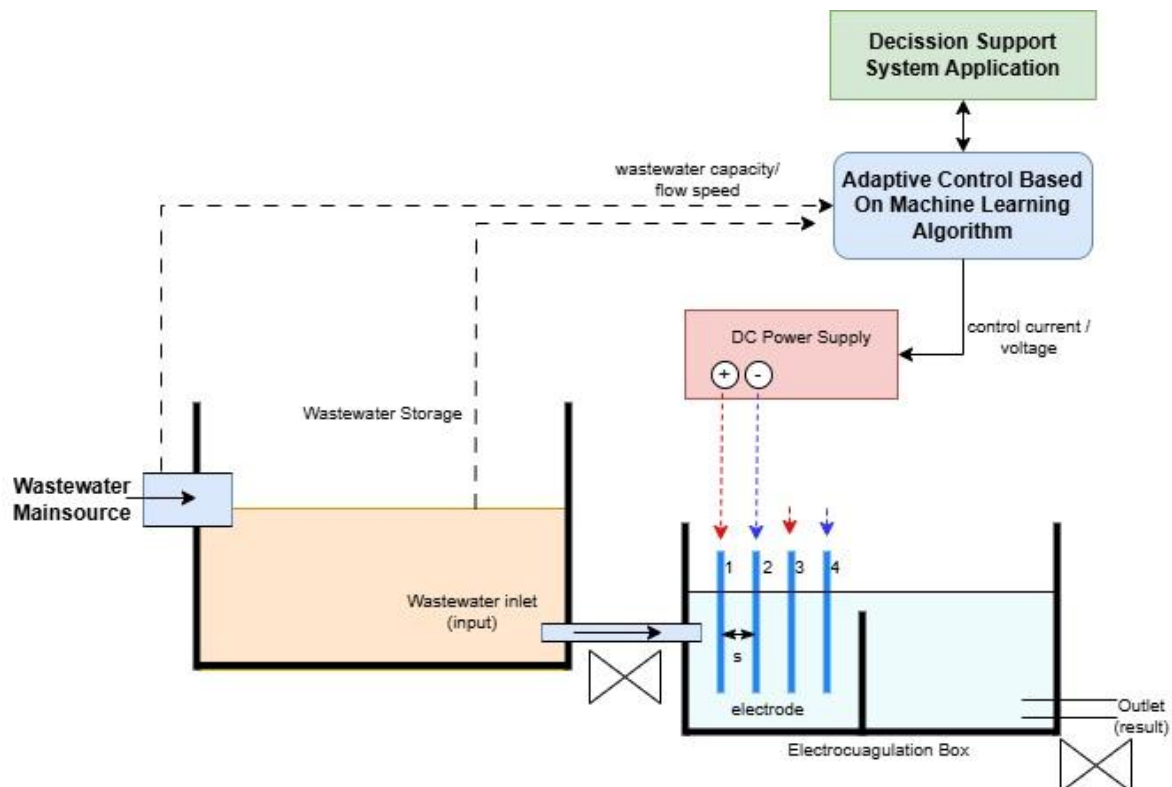 Decission Support
System Application
wastewater capacity/
flow speed
Adaptive Control Based
On Machine Learning
Algorithm
DC Power Supply
control current /
voltage
+
-
Wastewater Storage
Wastewater
Mainsource
1
2
3
4
Wastewater inlet
(input)
s
electrode
Outlet
(result)
Electrocuagulation Box